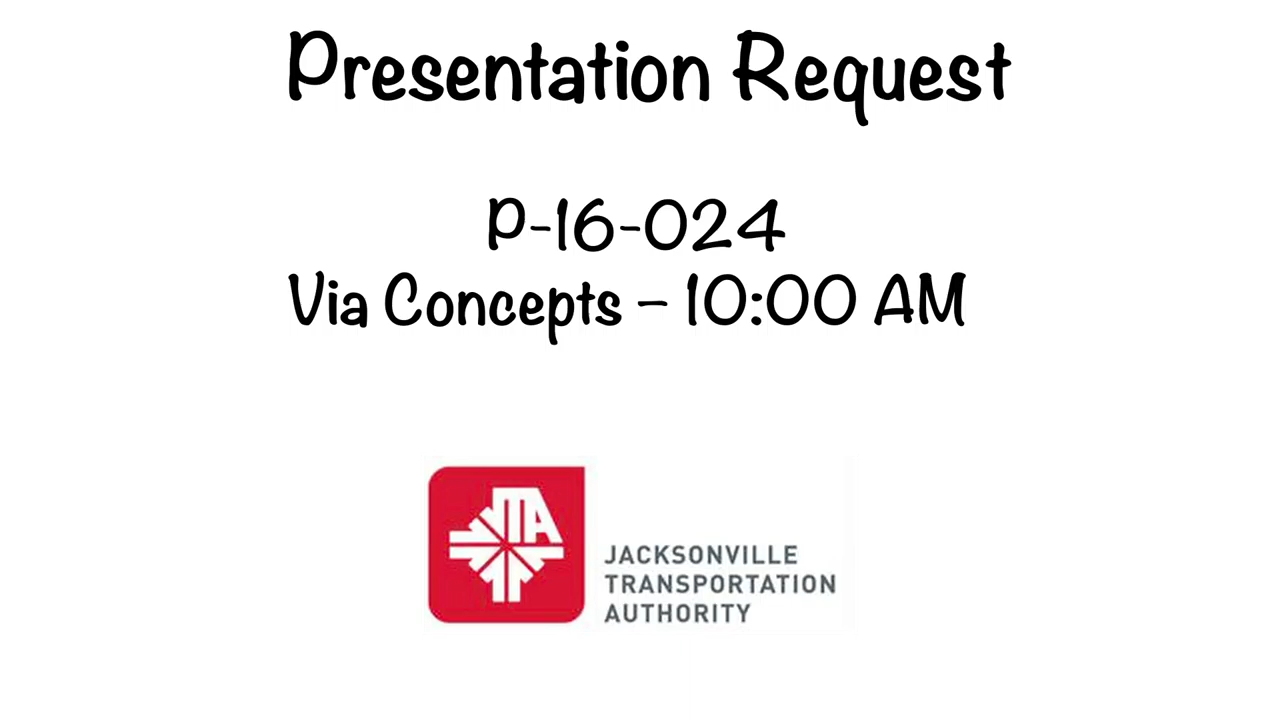 Presentation Request
P-16-024
Via Concepts – 10:00 AM
JTA
JACKSONVILLE
TRANSPORTATION
AUTHORITY